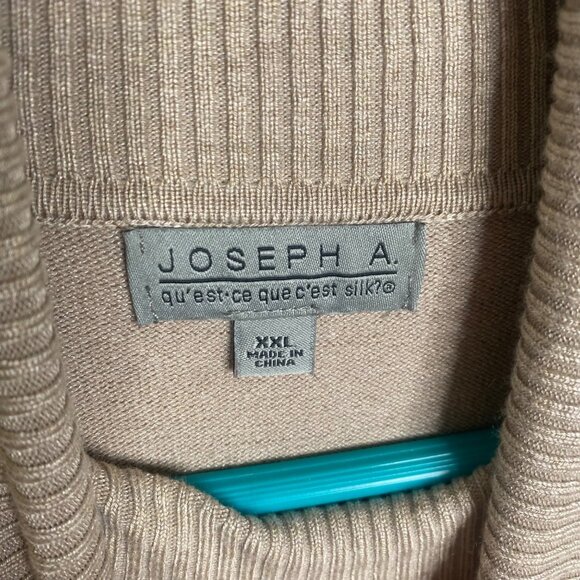 JOSEPH A.
qu'est·ce que c'est silk?®
XXL
MADE IN
CHINA